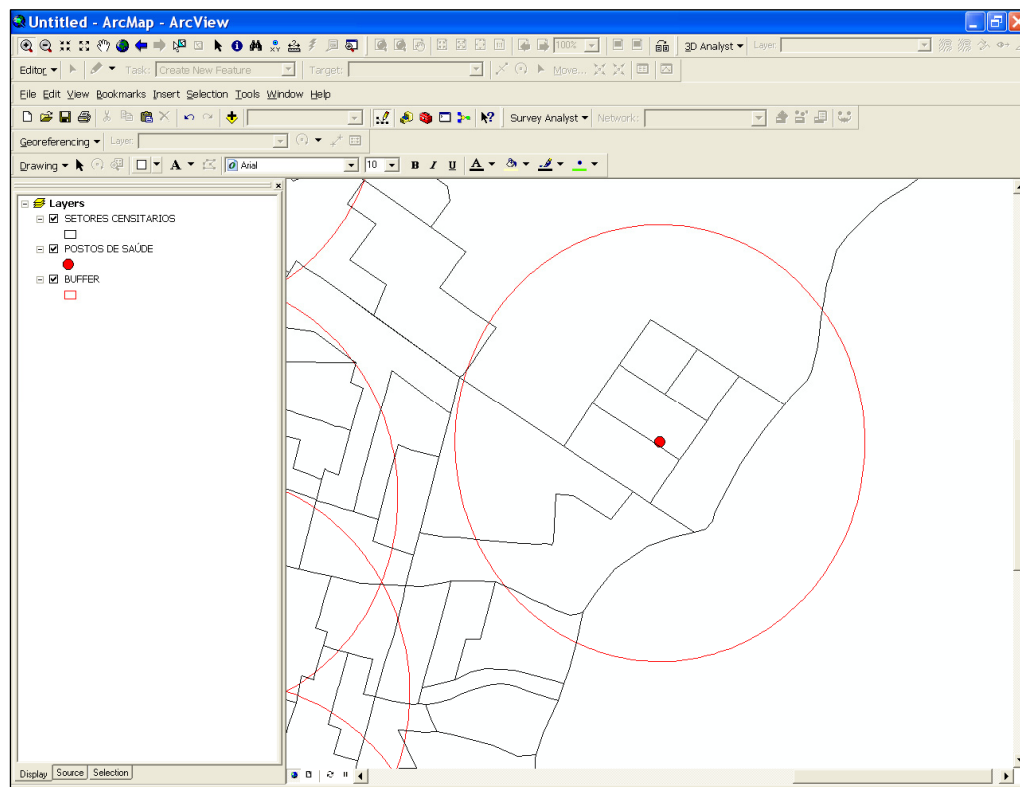 Untitled - ArcMap - ArcView
100% 3D Analyst Layer:
Editor Task: Create New Feature Target: Move...
File Edit View Bookmarks Insert Selection Tools Window Help
Survey Analyst Network:
Georeferencing Layer:
Drawing A Arial 10 B I U A
Layers
SETORES CENSITARIOS
POSTOS DE SAÚDE
BUFFER
Display Source Selection